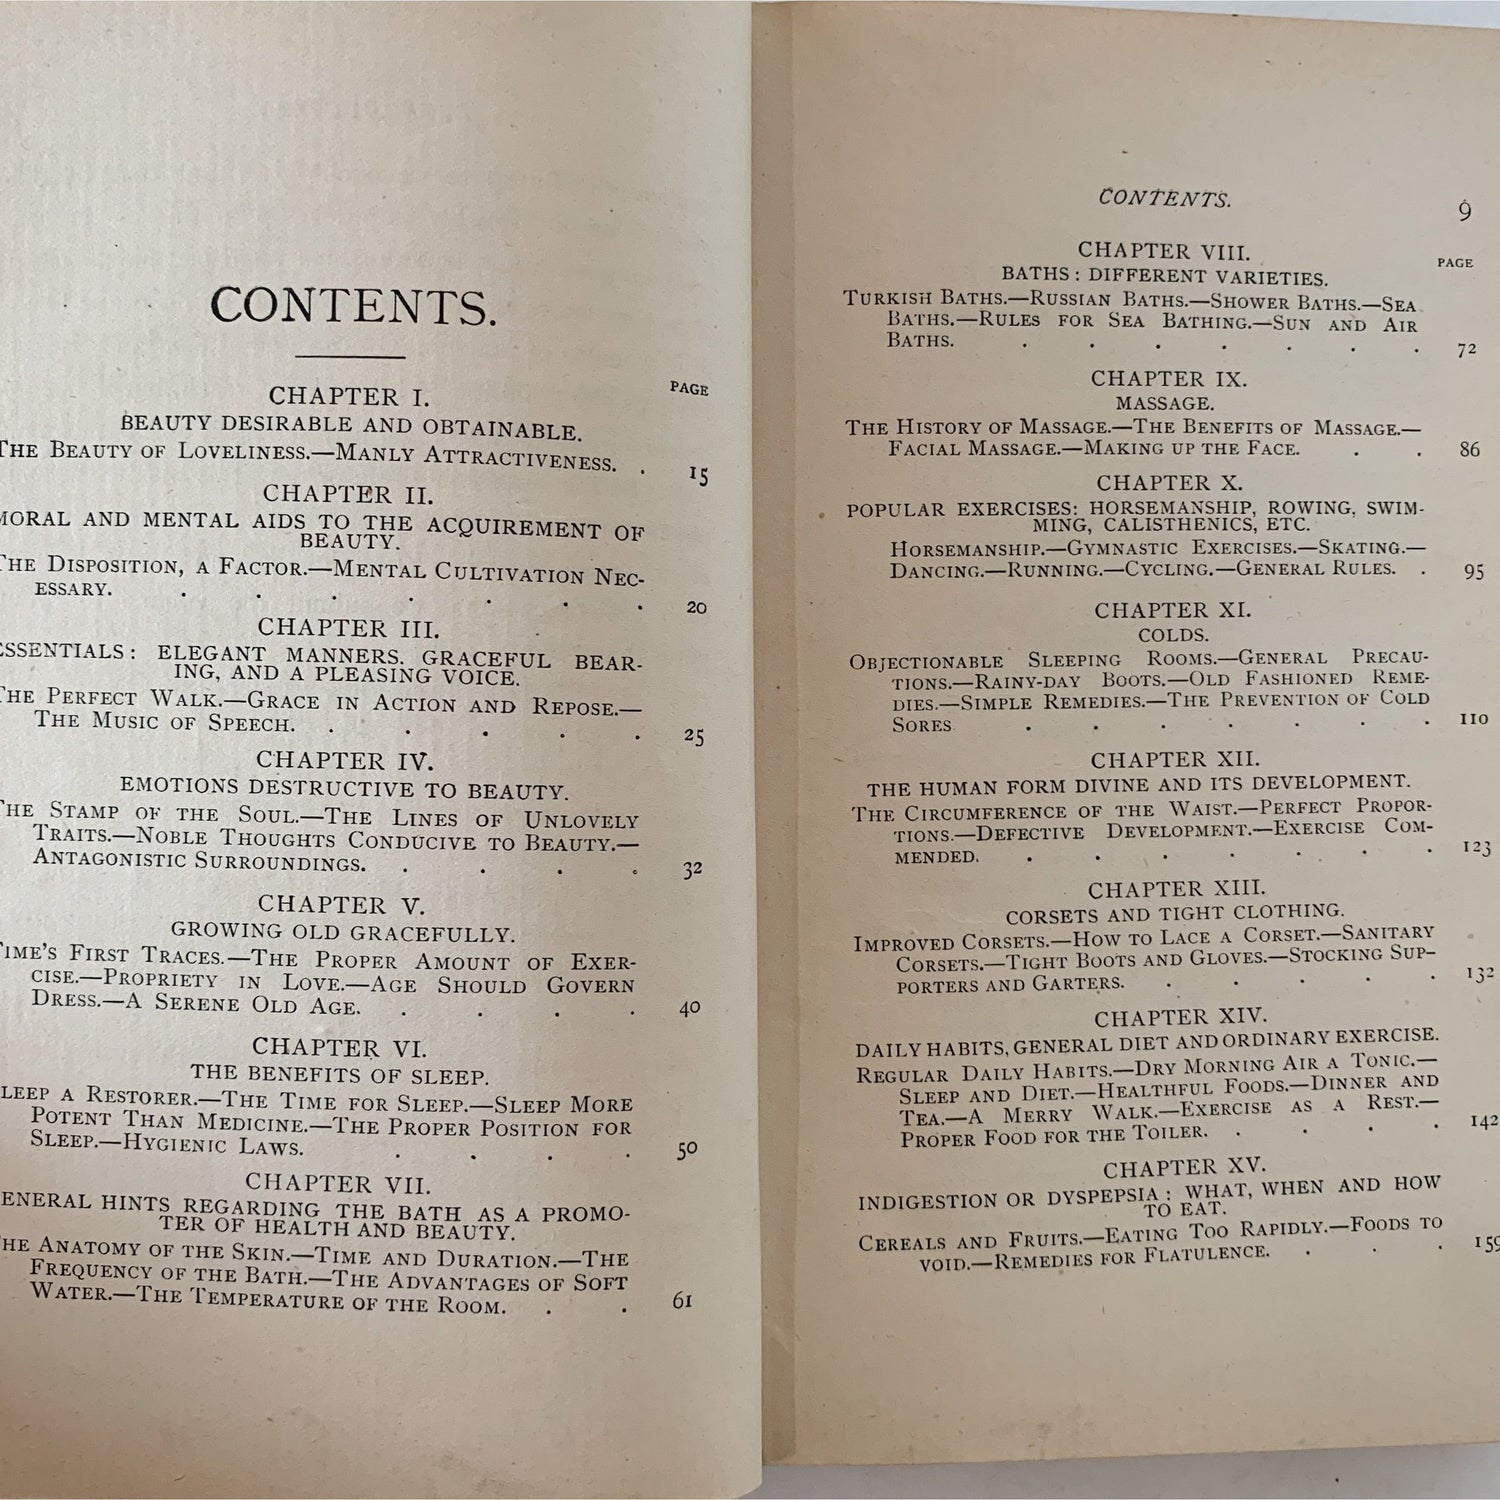 CONTENTS.
PAGE
CHAPTER I.
BEAUTY DESIRABLE AND OBTAINABLE.
THE BEAUTY OF LOVELINESS.—MANLY ATTRACTIVENESS. . 15
CHAPTER II.
MORAL AND MENTAL AIDS TO THE ACQUIREMENT OF
BEAUTY.
THE DISPOSITION, A FACTOR.—MENTAL CULTIVATION NEC-
ESSARY. . . . . . . . 20
CHAPTER III.
ESSENTIALS: ELEGANT MANNERS. GRACEFUL BEAR-
ING, AND A PLEASING VOICE.
THE PERFECT WALK.—GRACE IN ACTION AND REPOSE.—
THE MUSIC OF SPEECH. . . . . . 25
CHAPTER IV.
EMOTIONS DESTRUCTIVE TO BEAUTY.
THE STAMP OF THE SOUL.—THE LINES OF UNLOVELY
TRAITS.—NOBLE THOUGHTS CONDUCIVE TO BEAUTY.—
ANTAGONISTIC SURROUNDINGS. . . . . 32
CHAPTER V.
GROWING OLD GRACEFULLY.
TIME'S FIRST TRACES.—THE PROPER AMOUNT OF EXER-
CISE.—PROPRIETY IN LOVE.—AGE SHOULD GOVERN
DRESS.—A SERENE OLD AGE. . . . . 40
CHAPTER VI.
THE BENEFITS OF SLEEP.
SLEEP A RESTORER.—THE TIME FOR SLEEP.—SLEEP MORE
POTENT THAN MEDICINE.—THE PROPER POSITION FOR
SLEEP.—HYGIENIC LAWS. . . . . 50
CHAPTER VII.
GENERAL HINTS REGARDING THE BATH AS A PROMO-
TER OF HEALTH AND BEAUTY.
THE ANATOMY OF THE SKIN.—TIME AND DURATION.—THE
FREQUENCY OF THE BATH.—THE ADVANTAGES OF SOFT
WATER.—THE TEMPERATURE OF THE ROOM. . . 61
CONTENTS. 9
CHAPTER VIII.
PAGE
BATHS: DIFFERENT VARIETIES.
TURKISH BATHS.—RUSSIAN BATHS.—SHOWER BATHS.—SEA
BATHS.—RULES FOR SEA BATHING.—SUN AND AIR
BATHS. . . . . . . . 72
CHAPTER IX.
MASSAGE.
THE HISTORY OF MASSAGE.—THE BENEFITS OF MASSAGE.—
FACIAL MASSAGE.—MAKING UP THE FACE. . . 86
CHAPTER X.
POPULAR EXERCISES: HORSEMANSHIP, ROWING, SWIM-
MING, CALISTHENICS, ETC.
HORSEMANSHIP.—GYMNASTIC EXERCISES.—SKATING.—
DANCING.—RUNNING.—CYCLING.—GENERAL RULES. . 95
CHAPTER XI.
COLDS.
OBJECTIONABLE SLEEPING ROOMS.—GENERAL PRECAU-
TIONS.—RAINY-DAY BOOTS.—OLD FASHIONED REME-
DIES.—SIMPLE REMEDIES.—THE PREVENTION OF COLD
SORES . . . . . . . 110
CHAPTER XII.
THE HUMAN FORM DIVINE AND ITS DEVELOPMENT.
THE CIRCUMFERENCE OF THE WAIST.—PERFECT PROPOR-
TIONS.—DEFECTIVE DEVELOPMENT.—EXERCISE COM-
MENDED. . . . . . . . 123
CHAPTER XIII.
CORSETS AND TIGHT CLOTHING.
IMPROVED CORSETS.—HOW TO LACE A CORSET.—SANITARY
CORSETS.—TIGHT BOOTS AND GLOVES.—STOCKING SUP-
PORTERS AND GARTERS. . . . . . 132
CHAPTER XIV.
DAILY HABITS, GENERAL DIET AND ORDINARY EXERCISE.
REGULAR DAILY HABITS.—DRY MORNING AIR A TONIC.—
SLEEP AND DIET.—HEALTHFUL FOODS.—DINNER AND
TEA.—A MERRY WALK.—EXERCISE AS A REST.—
PROPER FOOD FOR THE TOILER. . . . . 142
CHAPTER XV.
INDIGESTION OR DYSPEPSIA: WHAT, WHEN AND HOW
TO EAT.
CEREALS AND FRUITS.—EATING TOO RAPIDLY.—FOODS TO
VOID.—REMEDIES FOR FLATULENCE. . . . 159